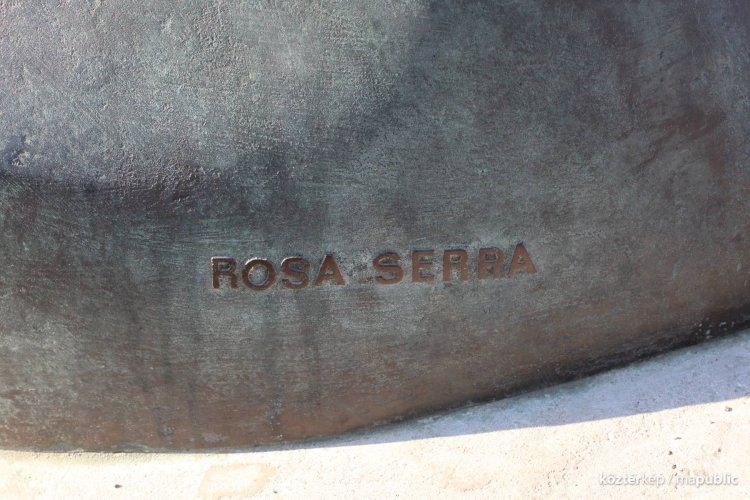 ROSA SERRA
köztérkép / mapublic